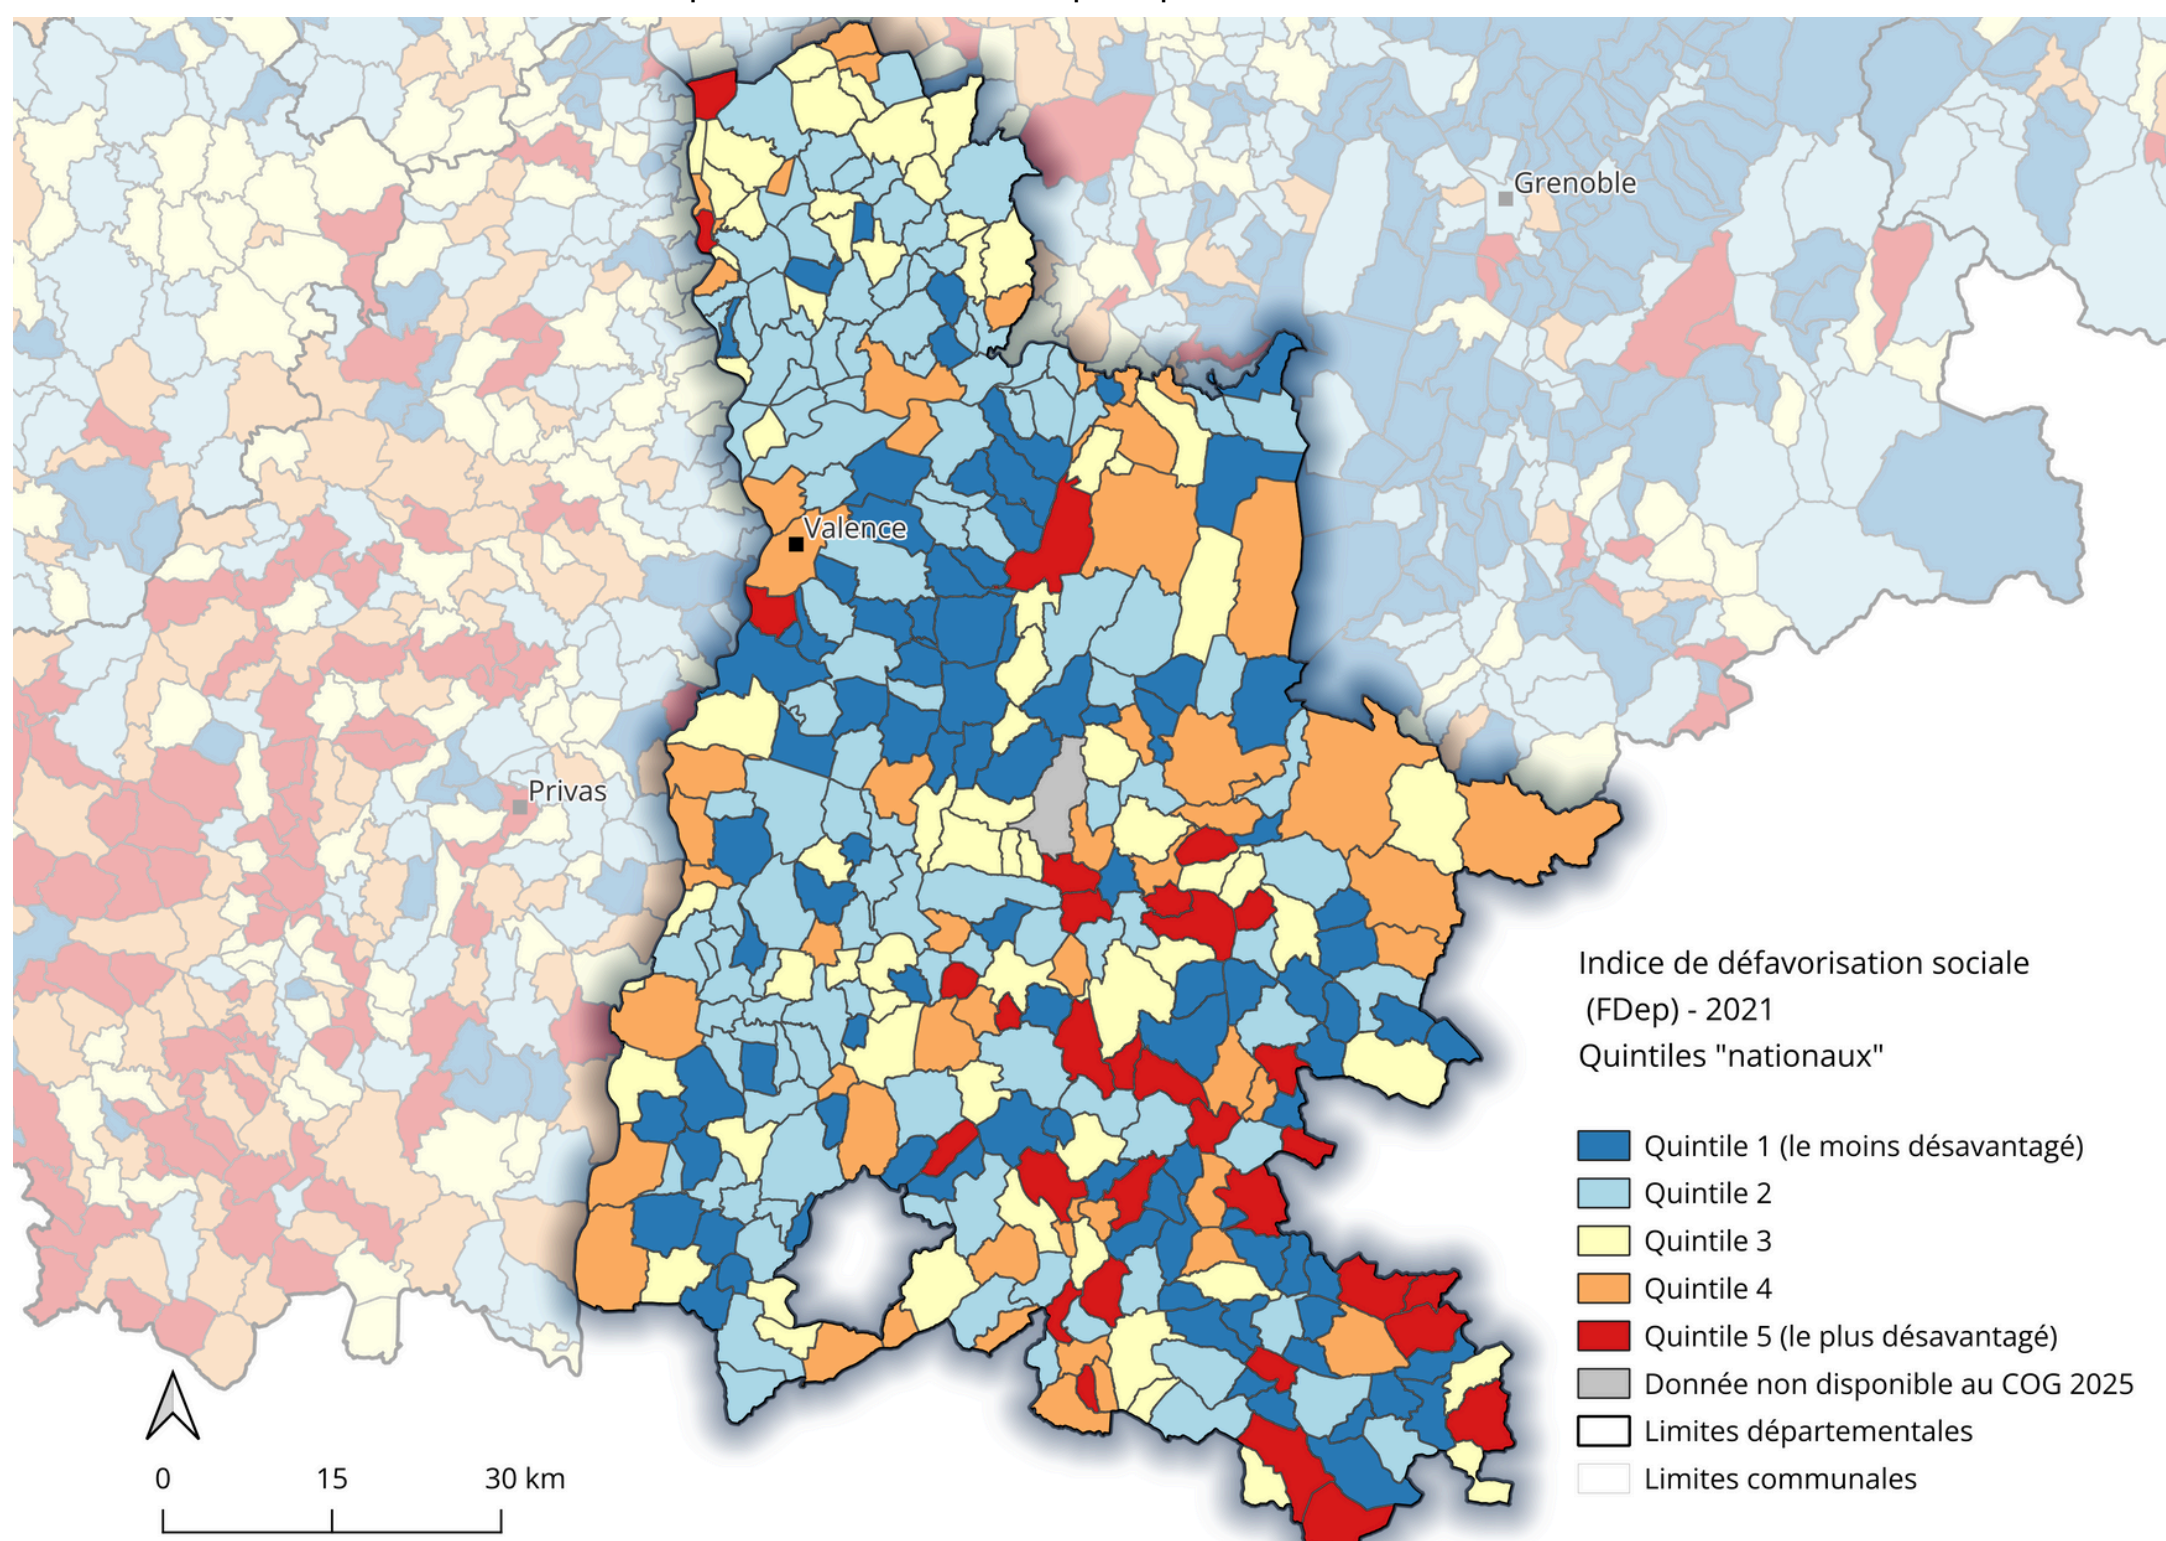 Grenoble
Valence
Privas
Indice de défavorisation sociale
(FDep) - 2021
Quintiles "nationaux"
Quintile 1 (le moins désavantagé)
Quintile 2
Quintile 3
Quintile 4
Quintile 5 (le plus désavantagé)
Donnée non disponible au COG 2025
Limites départementales
Limites communales
0 15 30 km